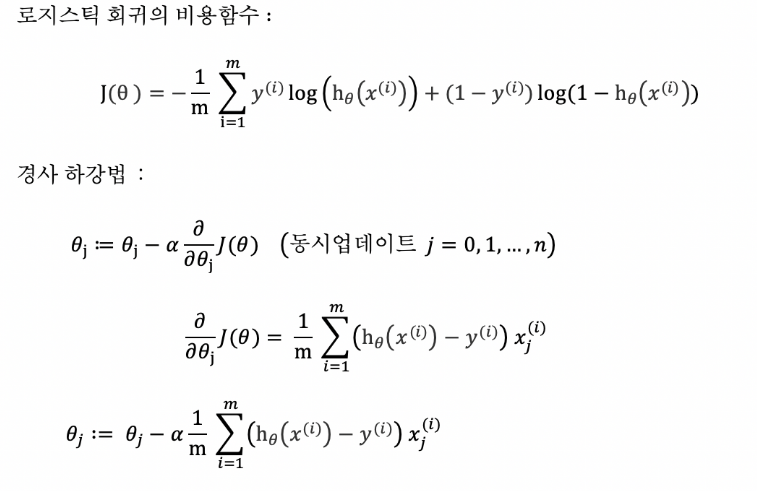 로지스틱 회귀의 비용함수 :
J(θ ) = −1/m ∑_{i=1}^{m} y^{(i)} log(h_θ(x^{(i)})) + (1 − y^{(i)}) log(1 − h_θ(x^{(i)}))
경사 하강법 :
θ_j ≔ θ_j − α ∂/∂θ_j J(θ) (동시업데이트 j = 0, 1, …, n)
∂/∂θ_j J(θ) = 1/m ∑_{i=1}^{m} (h_θ(x^{(i)}) − y^{(i)}) x_j^{(i)}
θ_j := θ_j − α 1/m ∑_{i=1}^{m} (h_θ(x^{(i)}) − y^{(i)}) x_j^{(i)}